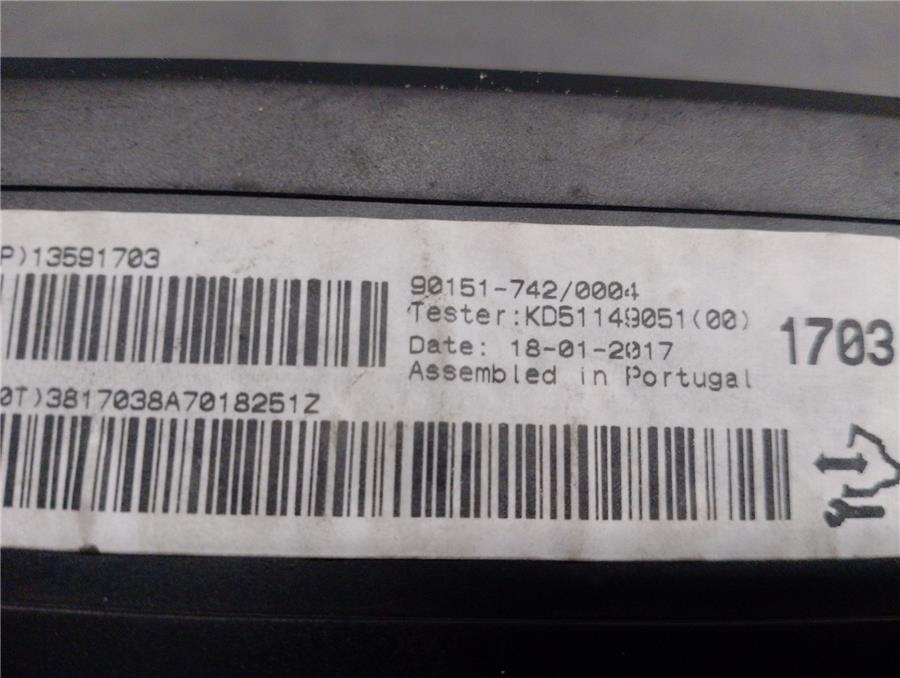 P)13591703
90151-742/0004
Tester:KD51149051(00)
1703
Date: 18-01-2017
Assembled in Portugal
0T)3817038A7018251Z